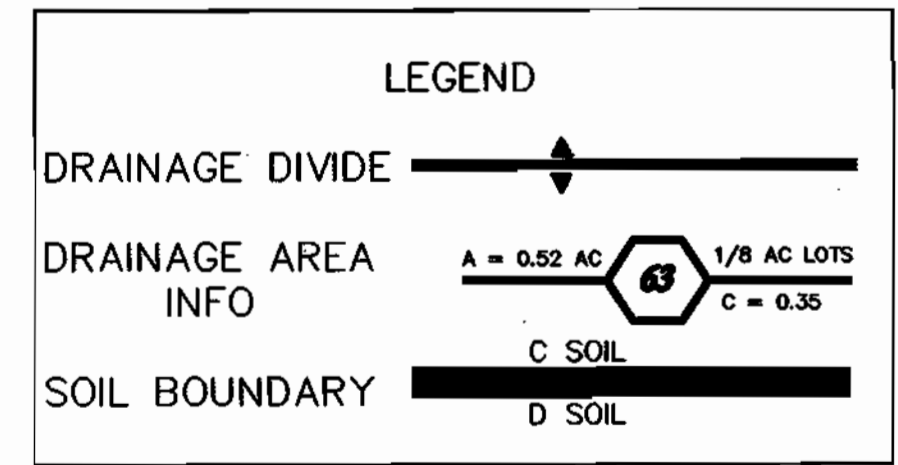 LEGEND
DRAINAGE DIVIDE
DRAINAGE AREA
INFO
A = 0.52 AC
63
1/8 AC LOTS
C = 0.35
SOIL BOUNDARY
C SOIL
D SOIL